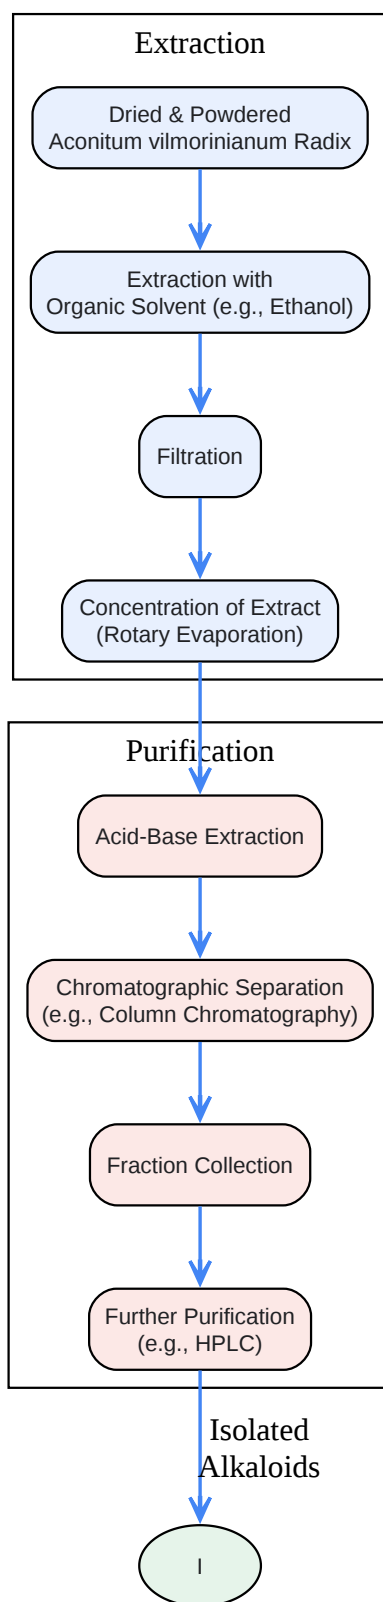 Extraction
Dried & Powdered
Aconitum vilmorinianum Radix
Extraction with
Organic Solvent (e.g., Ethanol)
Filtration
Concentration of Extract
(Rotary Evaporation)
Purification
Acid-Base Extraction
Chromatographic Separation
(e.g., Column Chromatography)
Fraction Collection
Further Purification
(e.g., HPLC)
Isolated
Alkaloids
I